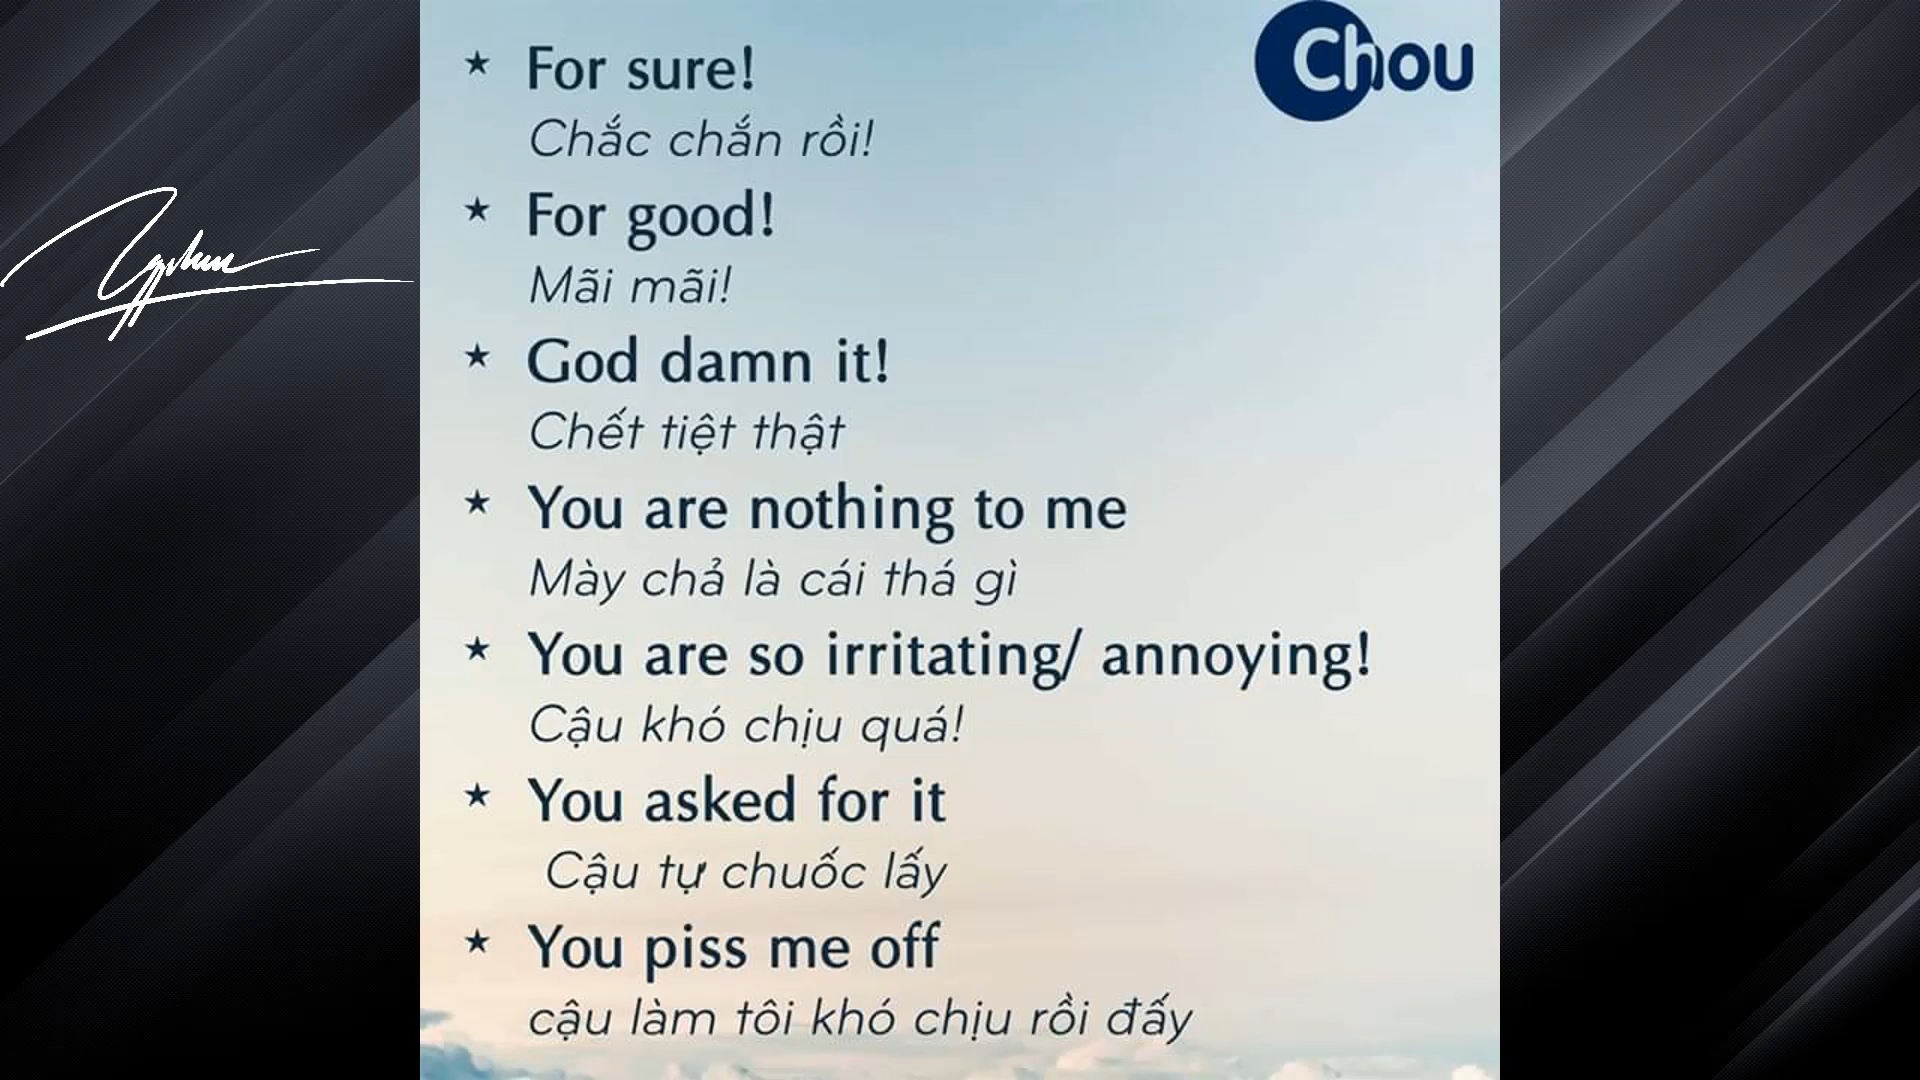 Chou
★ For sure!
Chắc chắn rồi!
★ For good!
Mãi mãi!
★ God damn it!
Chết tiệt thật
★ You are nothing to me
Mày chả là cái thá gì
★ You are so irritating/ annoying!
Cậu khó chịu quá!
★ You asked for it
Cậu tự chuốc lấy
★ You piss me off
cậu làm tôi khó chịu rồi đấy